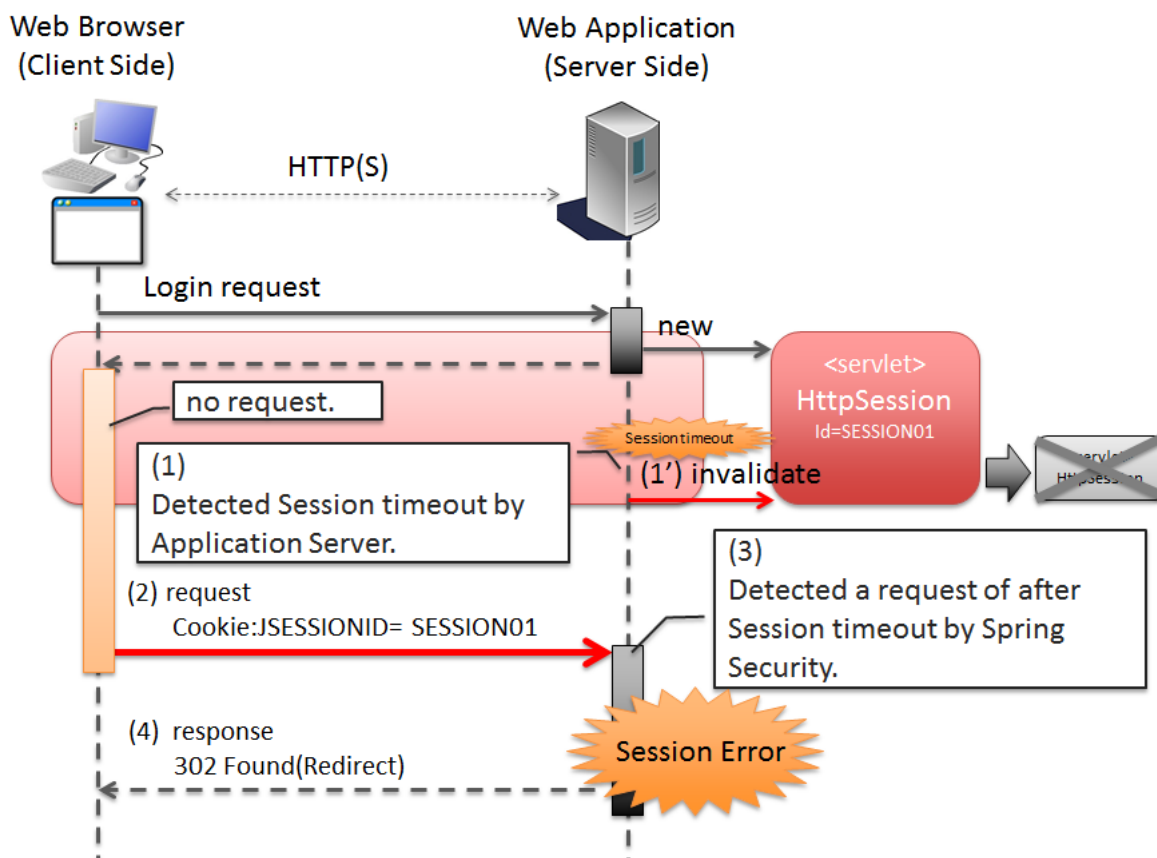 Web Browser
(Client Side)
Web Application
(Server Side)
HTTP(S)
Login request
new
<servlet>
HttpSession
Id=SESSION01
no request.
Session timeout
(1)
Detected Session timeout by
Application Server.
(1') invalidate
HttpSession
(2) request
Cookie:JSESSIONID= SESSION01
(3)
Detected a request of after
Session timeout by Spring
Security.
(4) response
302 Found(Redirect)
Session Error